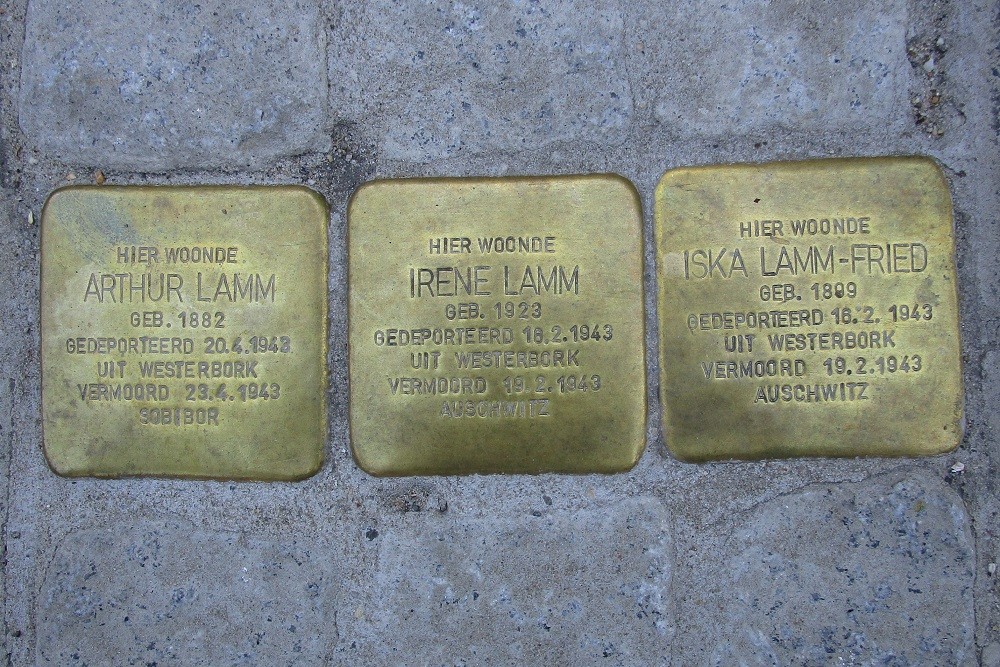 HIER WOONDE
ARTHUR LAMM
GEB. 1882
GEDEPORTEERD 20.4.1943
UIT WESTERBORK
VERMOORD 23.4.1943
SOBIBOR
HIER WOONDE
IRENE LAMM
GEB. 1923
GEDEPORTEERD 16.2.1943
UIT WESTERBORK
VERMOORD 19.2.1943
AUSCHWITZ
HIER WOONDE
ISKA LAMM-FRIED
GEB. 1889
GEDEPORTEERD 16.2.1943
UIT WESTERBORK
VERMOORD 19.2.1943
AUSCHWITZ